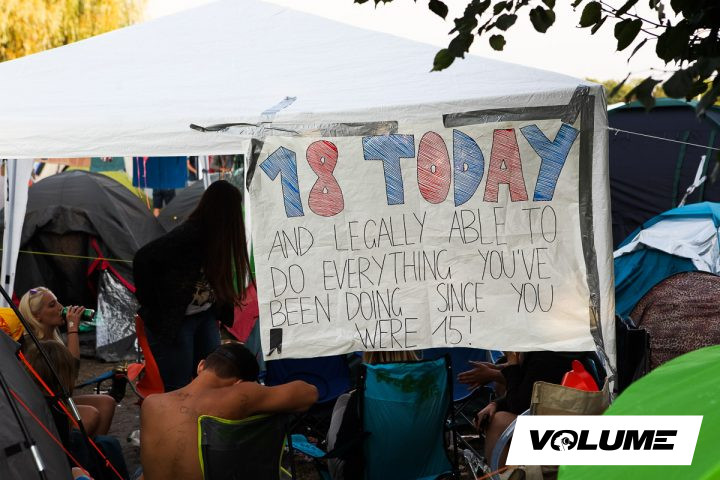 18 TODAY
AND LEGALLY ABLE TO
DO EVERYTHING YOU'VE
BEEN DOING SINCE YOU
WERE 15!
VOLUME